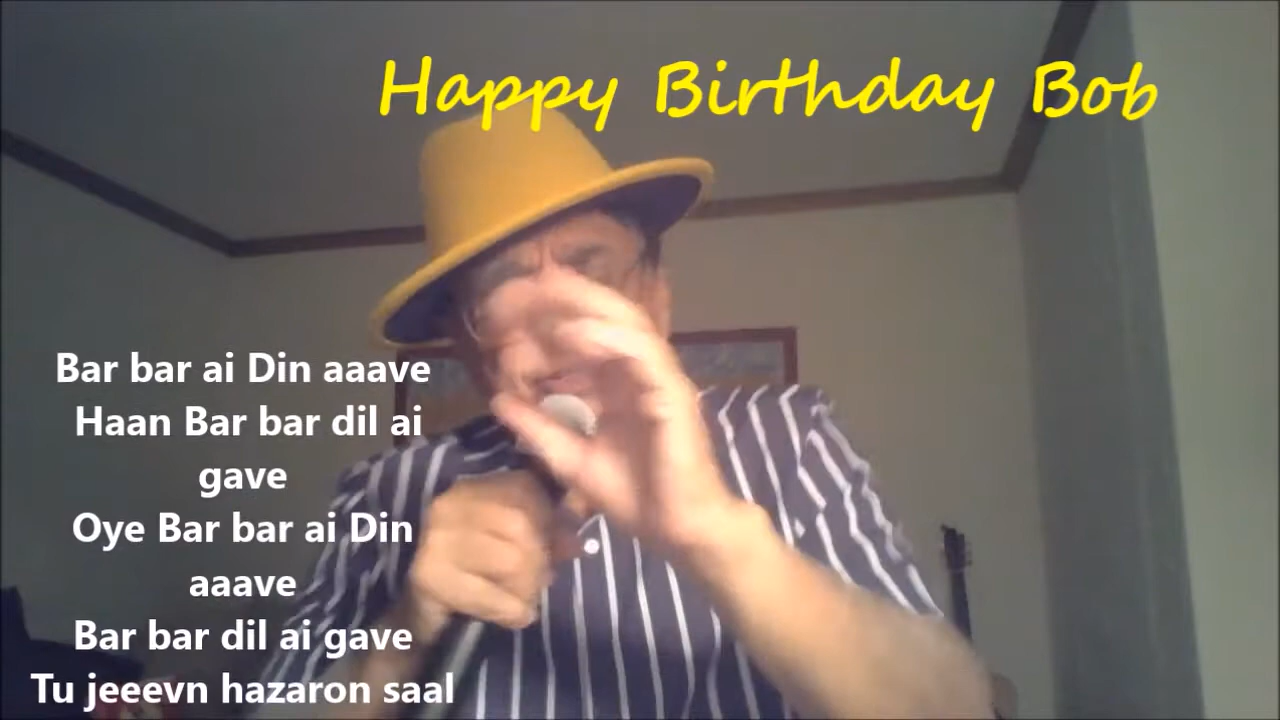 Happy Birthday Bob
Bar bar ai Din aaave
Haan Bar bar dil ai
gave
Oye Bar bar ai Din
aaave
Bar bar dil ai gave
Tu jeeevn hazaron saal